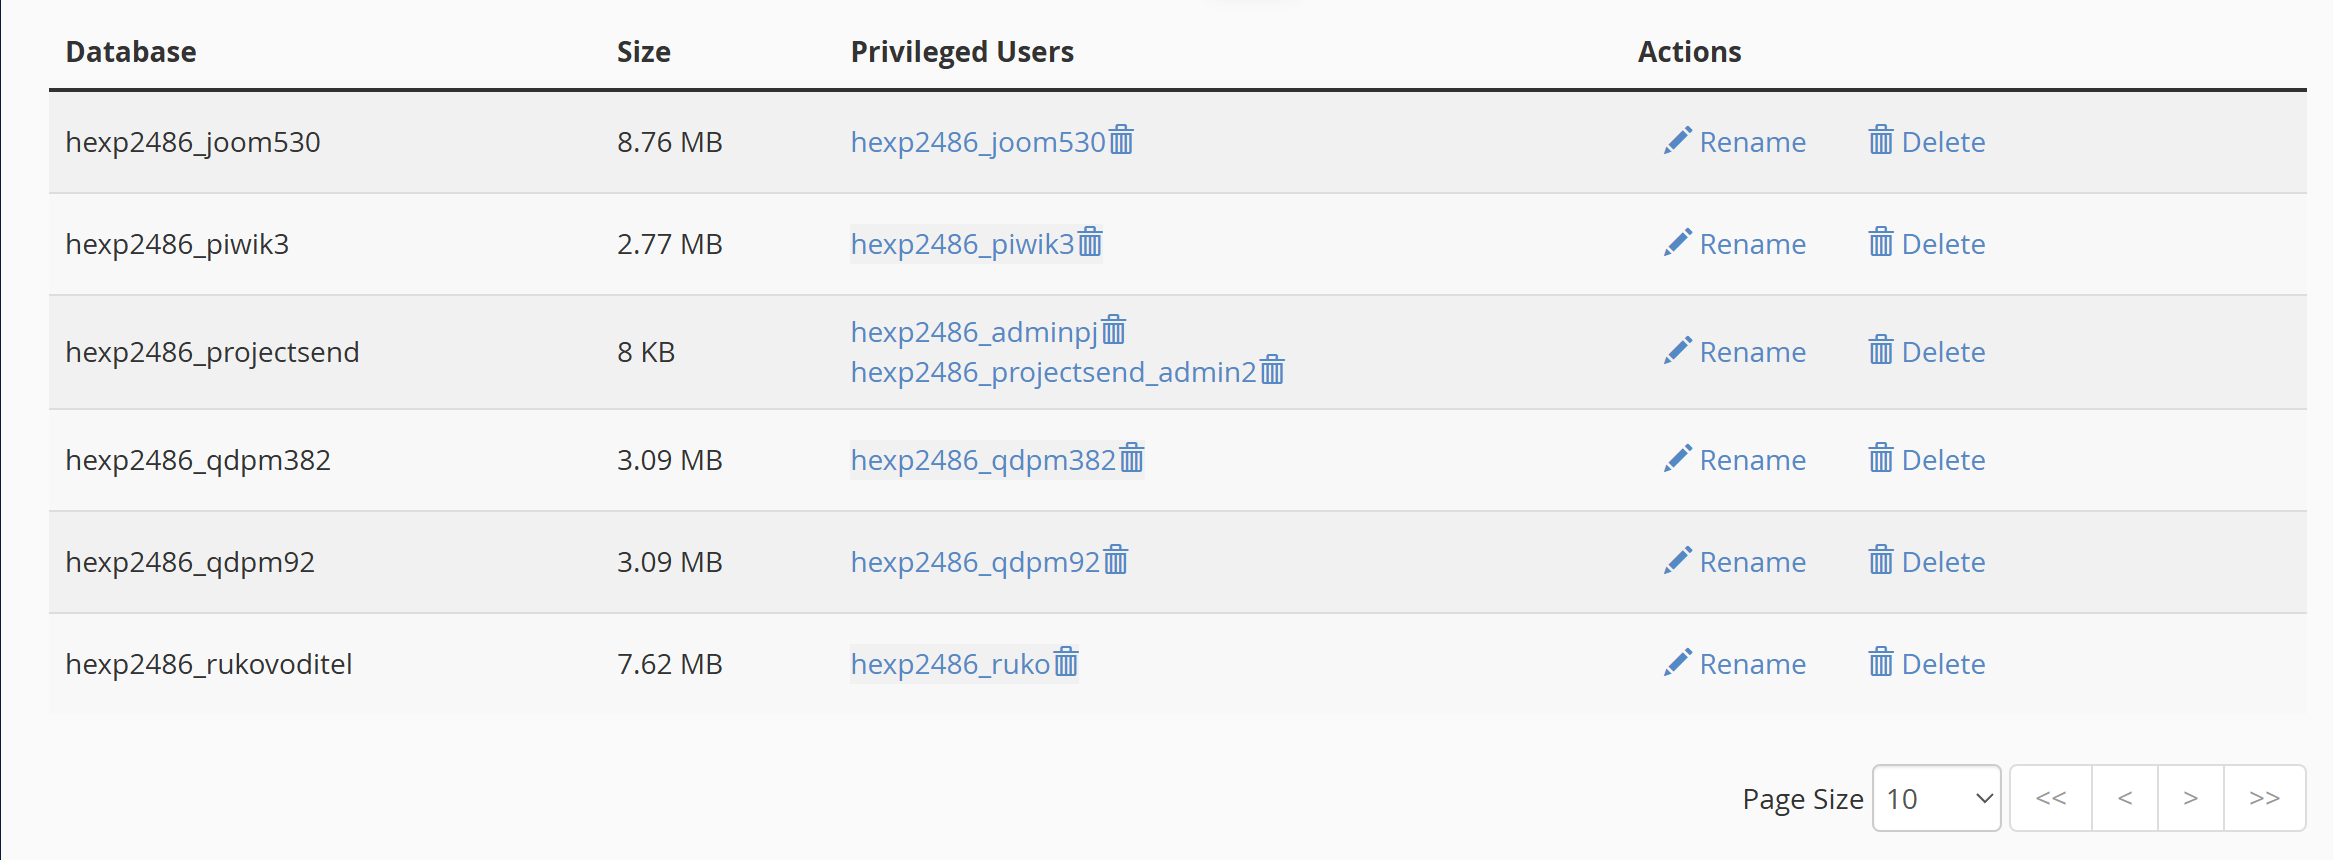 Database Size Privileged Users Actions
hexp2486_joom530 8.76 MB hexp2486_joom530 Rename Delete
hexp2486_piwik3 2.77 MB hexp2486_piwik3 Rename Delete
hexp2486_projectsend 8 KB hexp2486_adminpj Rename Delete
hexp2486_projectsend_admin2
hexp2486_qdpm382 3.09 MB hexp2486_qdpm382 Rename Delete
hexp2486_qdpm92 3.09 MB hexp2486_qdpm92 Rename Delete
hexp2486_rukovoditel 7.62 MB hexp2486_ruko Rename Delete
Page Size 10 << < > >>